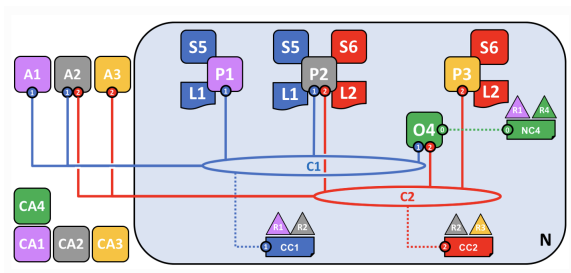 S5
S5 S6
S6
A1 A2 A3
P1 P2 P3
1 1 2 2
L1 1 L1 1 2 L2 2 L2
R1 R4
O4 0 0 NC4
1 2
C1
C2
CA4
R1 R2
R2 R3
CA1 CA2 CA3
1 CC1
2 CC2
N